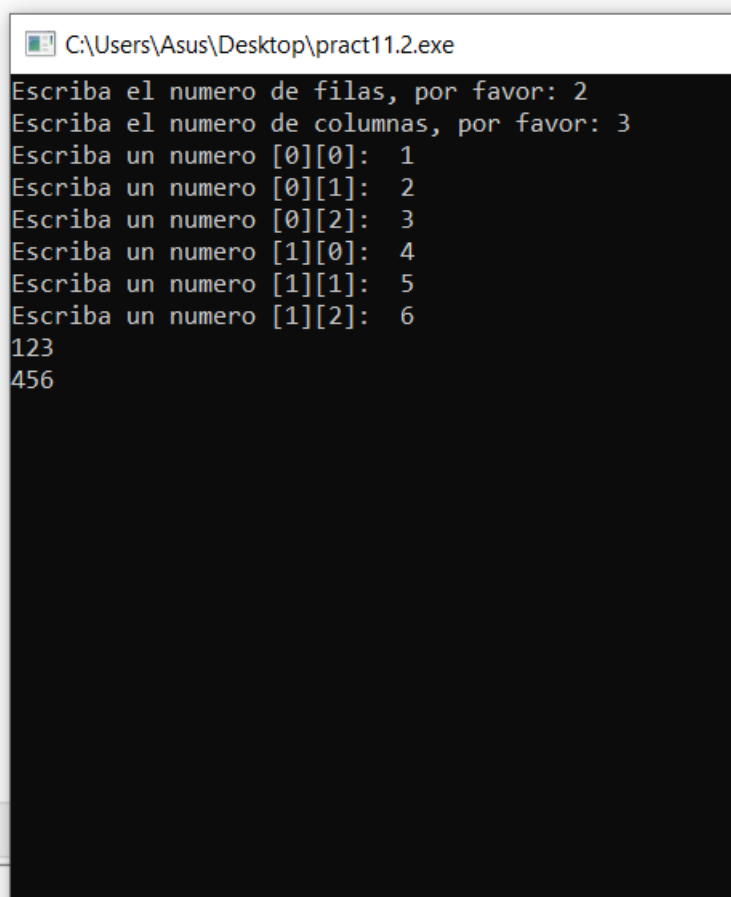 C:\Users\Asus\Desktop\pract11.2.exe
Escriba el numero de filas, por favor: 2
Escriba el numero de columnas, por favor: 3
Escriba un numero [0][0]:  1
Escriba un numero [0][1]:  2
Escriba un numero [0][2]:  3
Escriba un numero [1][0]:  4
Escriba un numero [1][1]:  5
Escriba un numero [1][2]:  6
123
456